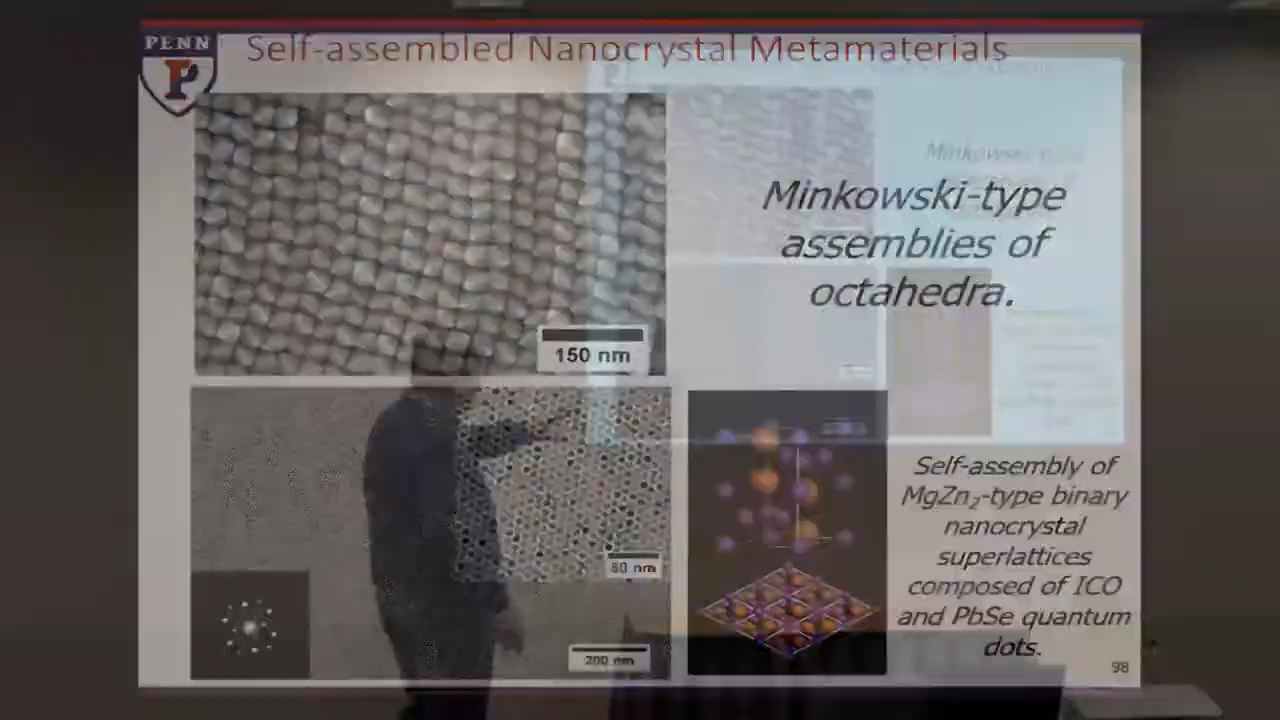 PENN
P
Self-assembled Nanocrystal Metamaterials
Minkowski-type
assemblies of
octahedra.
150 nm
50 nm
200 nm
Self-assembly of
MgZn₂-type binary
nanocrystal
superlattices
composed of ICO
and PbSe quantum
dots.
98